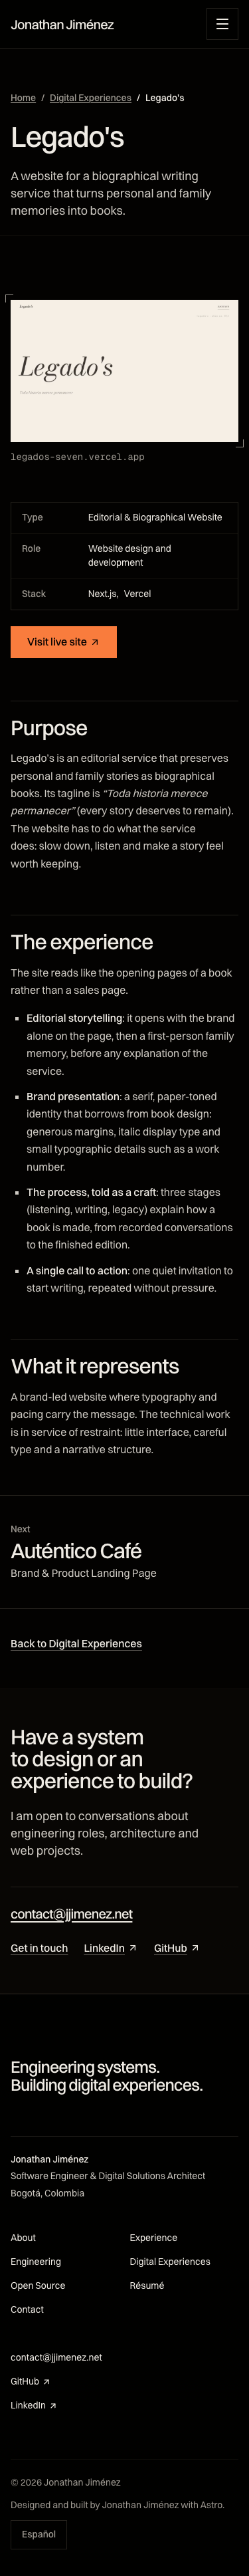 Jonathan Jiménez
Home / Digital Experiences / Legado's
Legado's
A website for a biographical writing
service that turns personal and family
memories into books.
Legado's
Legado's
Toda historia merece permanecer
legados-seven.vercel.app
Type Editorial & Biographical Website
Role Website design and
development
Stack Next.js, Vercel
Visit live site ↗
Purpose
Legado's is an editorial service that preserves
personal and family stories as biographical
books. Its tagline is “Toda historia merece
permanecer” (every story deserves to remain).
The website has to do what the service
does: slow down, listen and make a story feel
worth keeping.
The experience
The site reads like the opening pages of a book
rather than a sales page.
Editorial storytelling: it opens with the brand
alone on the page, then a first-person family
memory, before any explanation of the
service.
Brand presentation: a serif, paper-toned
identity that borrows from book design:
generous margins, italic display type and
small typographic details such as a work
number.
The process, told as a craft: three stages
(listening, writing, legacy) explain how a
book is made, from recorded conversations
to the finished edition.
A single call to action: one quiet invitation to
start writing, repeated without pressure.
What it represents
A brand-led website where typography and
pacing carry the message. The technical work
is in service of restraint: little interface, careful
type and a narrative structure.
Next
Auténtico Café
Brand & Product Landing Page
Back to Digital Experiences
Have a system
to design or an
experience to build?
I am open to conversations about
engineering roles, architecture and
web projects.
contact@jjimenez.net
Get in touch LinkedIn ↗ GitHub ↗
Engineering systems.
Building digital experiences.
Jonathan Jiménez
Software Engineer & Digital Solutions Architect
Bogotá, Colombia
About Experience
Engineering Digital Experiences
Open Source Résumé
Contact
contact@jjimenez.net
GitHub ↗
LinkedIn ↗
© 2026 Jonathan Jiménez
Designed and built by Jonathan Jiménez with Astro.
Español